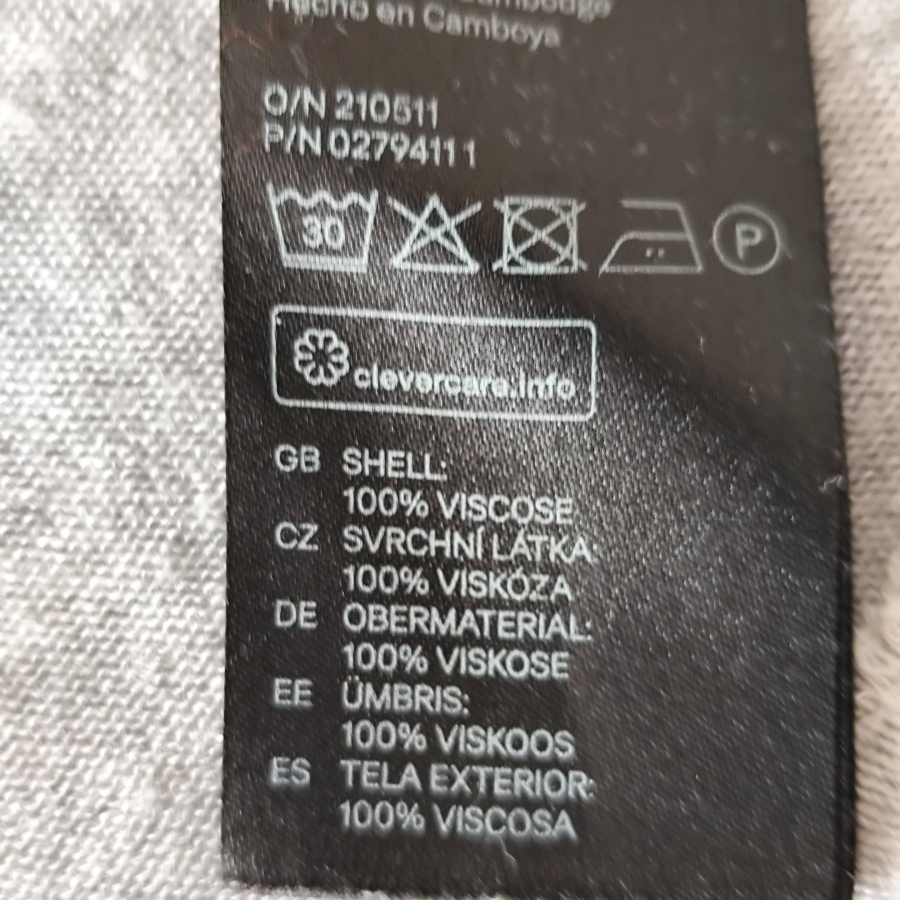 Cambodge
Hecho en Camboya
O/N 210511
P/N 02794111
30
P
clevercare.info
GB SHELL:
100% VISCOSE
CZ SVRCHNÍ LÁTKA:
100% VISKÓZA
DE OBERMATERIAL:
100% VISKOSE
EE ÜMBRIS:
100% VISKOOS
ES TELA EXTERIOR:
100% VISCOSA